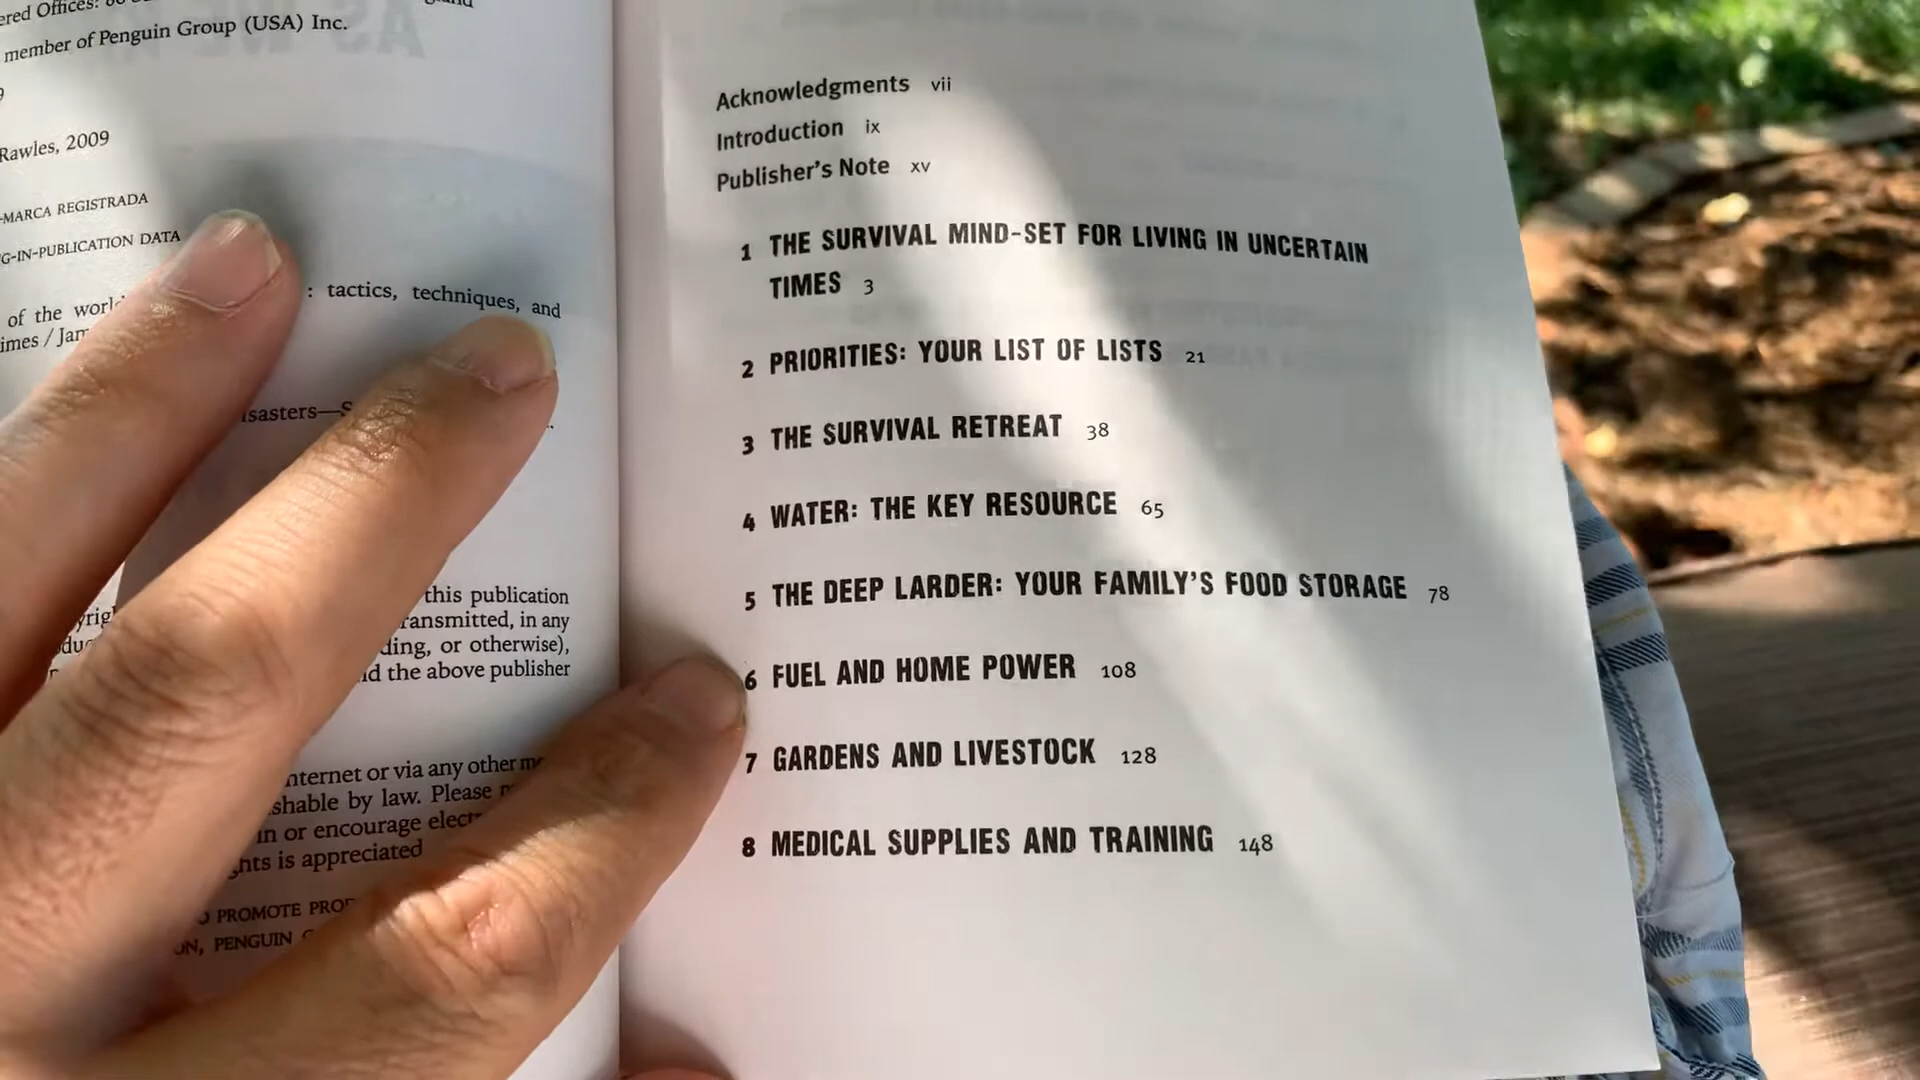 ered Offices:
member of Penguin Group (USA) Inc.
Rawles, 2009
MARCA REGISTRADA
G-IN-PUBLICATION DATA
of the : tactics, techniques, and
imes /
this publication
ransmitted, in any
ding, or otherwise),
the above publisher
nternet or via any other
shable by law. Please
in or encourage
hts is appreciated
PROMOTE
PENGUIN
Acknowledgments vii
Introduction ix
Publisher's Note xv
1 THE SURVIVAL MIND-SET FOR LIVING IN UNCERTAIN
TIMES 3
2 PRIORITIES: YOUR LIST OF LISTS 21
3 THE SURVIVAL RETREAT 38
4 WATER: THE KEY RESOURCE 65
5 THE DEEP LARDER: YOUR FAMILY'S FOOD STORAGE 78
6 FUEL AND HOME POWER 108
7 GARDENS AND LIVESTOCK 128
8 MEDICAL SUPPLIES AND TRAINING 148